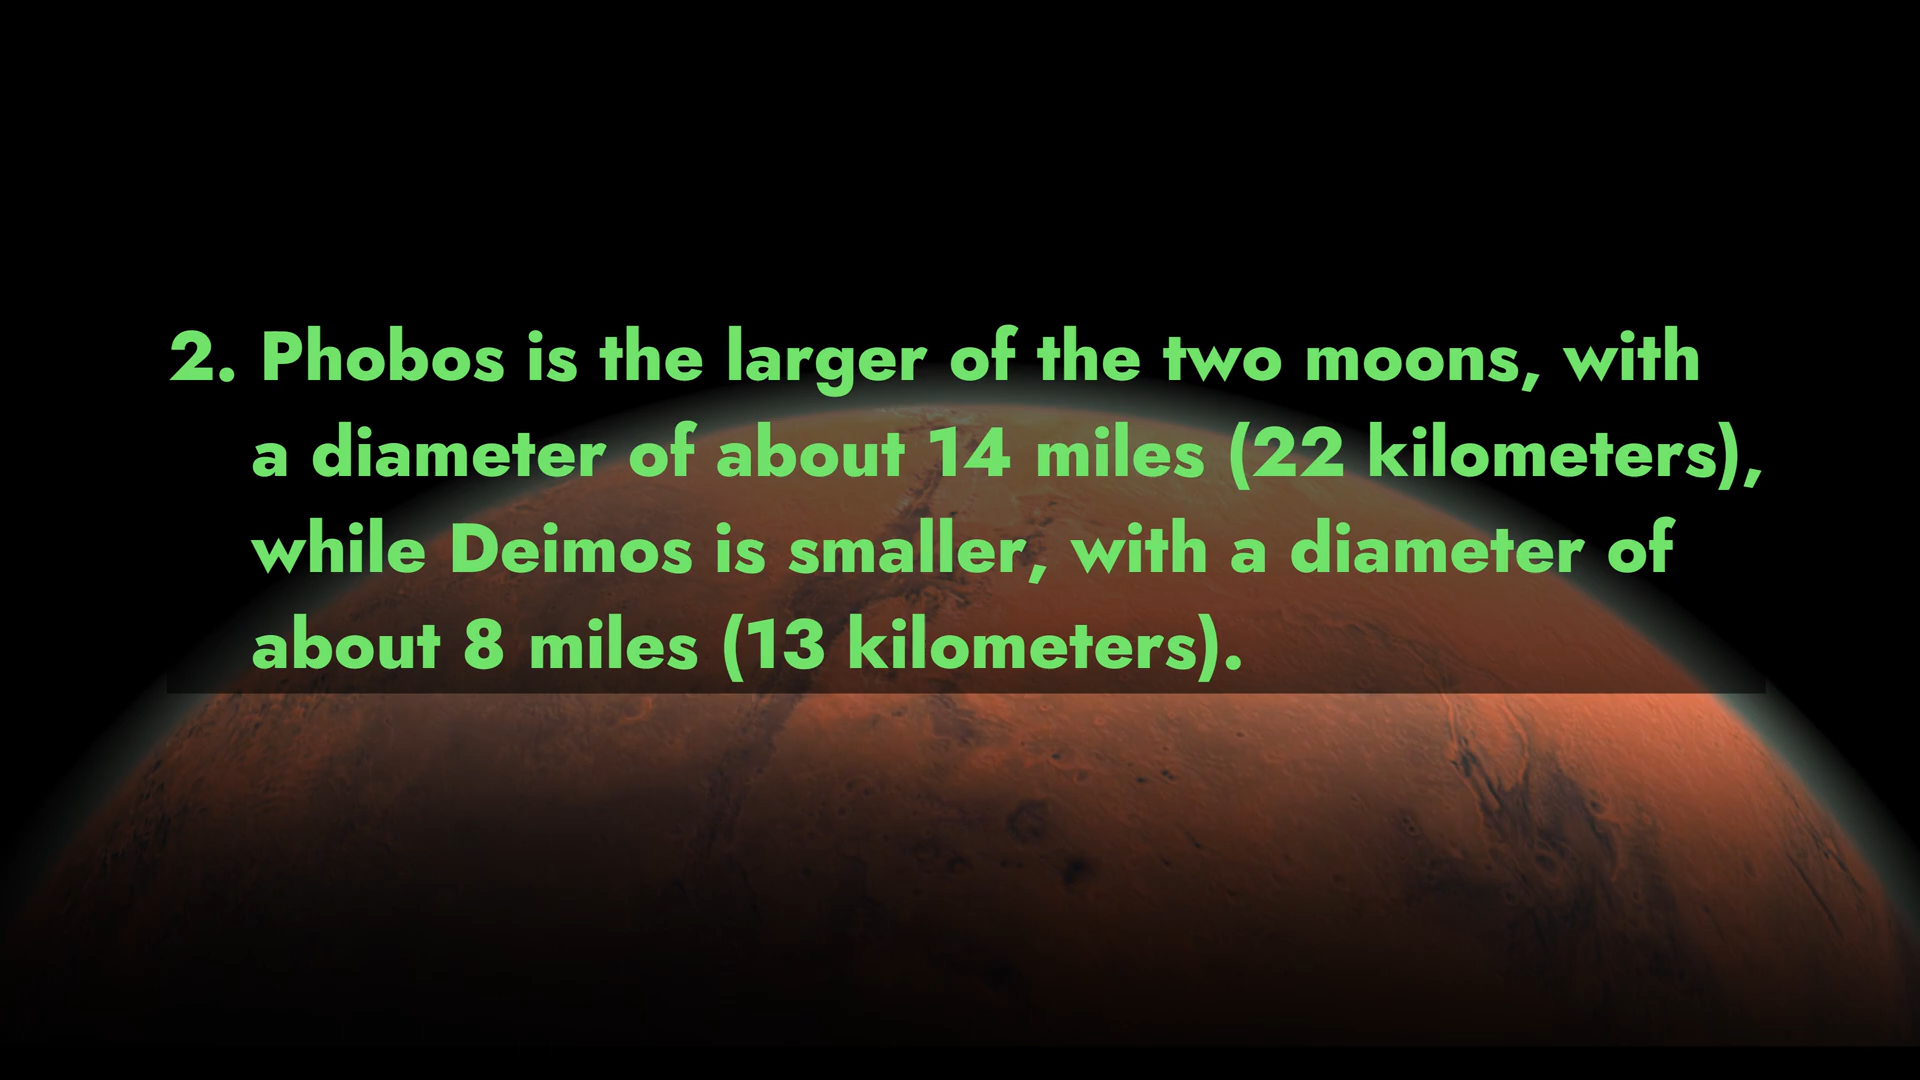 2. Phobos is the larger of the two moons, with
a diameter of about 14 miles (22 kilometers),
while Deimos is smaller, with a diameter of
about 8 miles (13 kilometers).